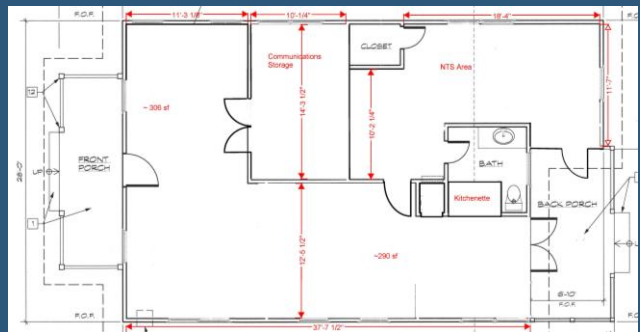 P.O.F.
11'-3 1/8"
10'-1/4"
18'-4"
P.O.F.
CLOSET
Communications
Storage
NTS Area
~ 306 sf
14'-3 1/2"
10'-2 1/4"
11'-7"
12
28'-0"
UP
FRONT
PORCH
BATH
Kitchenette
BACK PORCH
1
12'-5 1/2"
~290 sf
6'-10"
P.O.F.
P.O.F.
P.O.F.
37'-7 1/2"